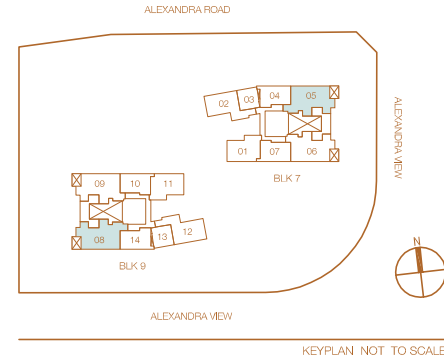 ALEXANDRA ROAD
04
05
03
02
ALEXANDRA VIEW
01
07
06
BLK 7
09
10
11
08
14
13
12
BLK 9
N
ALEXANDRA VIEW
KEYPLAN NOT TO SCALE